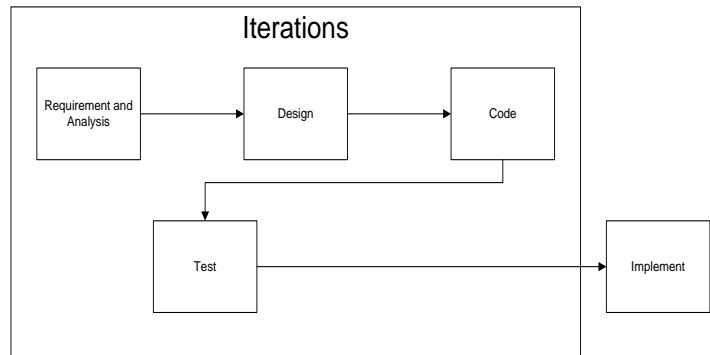 Iterations
Requirement and
Analysis
Design
Code
Test
Implement